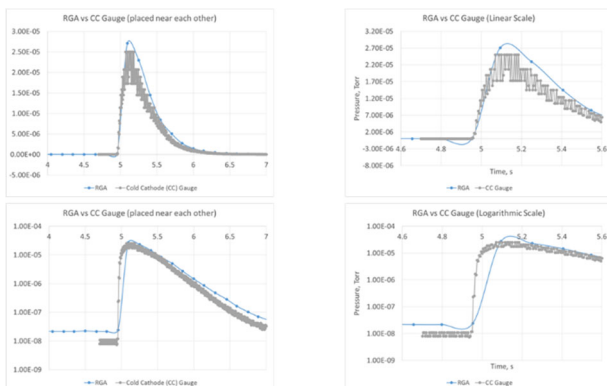 RGA vs CC Gauge (placed near each other)
3.00E-05
2.50E-05
2.00E-05
1.50E-05
1.00E-05
5.00E-06
0.00E+00
-5.00E-06
4 4.5 5 5.5 6 6.5 7
RGA Cold Cathode (CC) Gauge
RGA vs CC Gauge (Linear Scale)
3.20E-05
2.70E-05
2.20E-05
1.70E-05
1.20E-05
7.00E-06
2.00E-06
-3.00E-06
-8.00E-06
Pressure, Torr
4.6 4.8 5 5.2 5.4 5.6
Time, s
RGA CC Gauge
RGA vs CC Gauge (placed near each other)
4 4.5 5 5.5 6 6.5 7
1.00E-04
1.00E-05
1.00E-06
1.00E-07
1.00E-08
1.00E-09
RGA Cold Cathode (CC) Gauge
RGA vs CC Gauge (Logarithmic Scale)
4.6 4.8 5 5.2 5.4 5.6
1.00E-04
1.00E-05
1.00E-06
1.00E-07
1.00E-08
1.00E-09
Pressure, Torr
Time, s
RGA CC Gauge